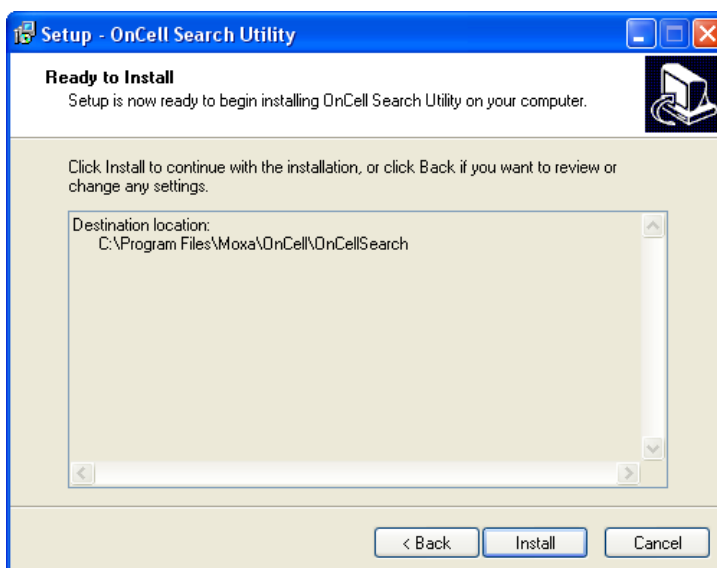 Setup - OnCell Search Utility
Ready to Install
Setup is now ready to begin installing OnCell Search Utility on your computer.
Click Install to continue with the installation, or click Back if you want to review or
change any settings.
Destination location:
C:\Program Files\Moxa\OnCell\OnCellSearch
< Back
Install
Cancel